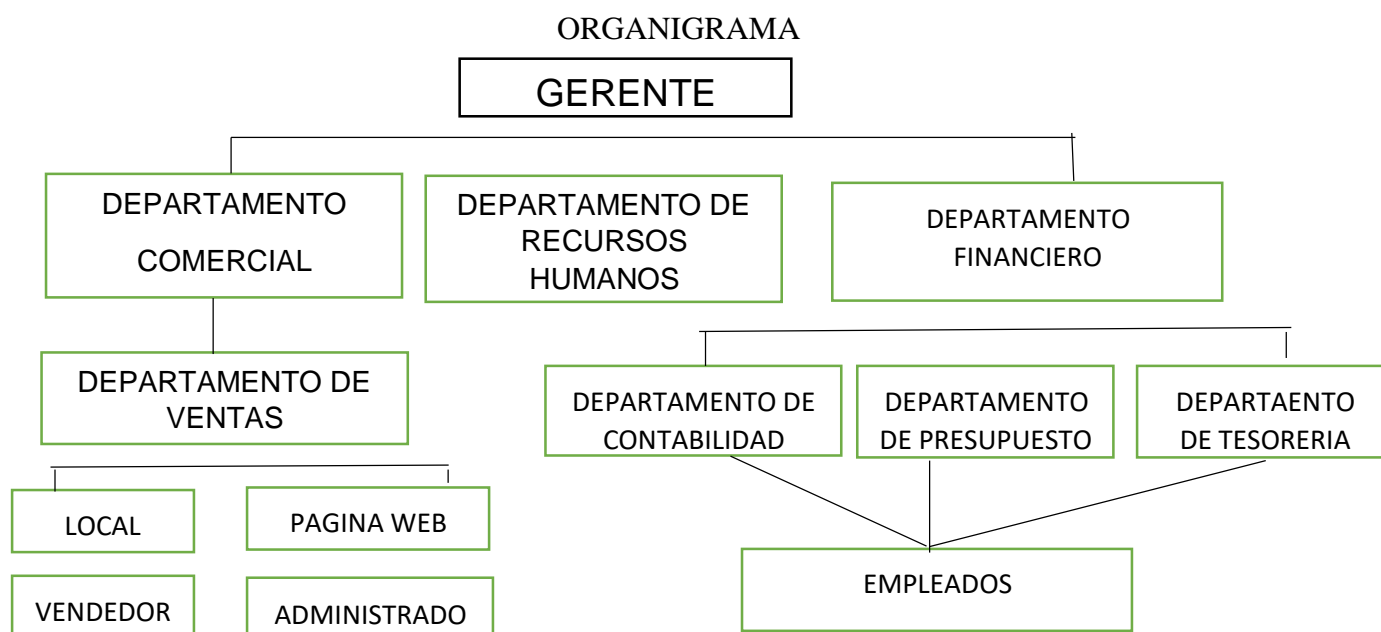 ORGANIGRAMA
GERENTE
DEPARTAMENTO
COMERCIAL
DEPARTAMENTO DE
RECURSOS
HUMANOS
DEPARTAMENTO
FINANCIERO
DEPARTAMENTO DE
VENTAS
DEPARTAMENTO DE
CONTABILIDAD
DEPARTAMENTO
DE PRESUPUESTO
DEPARTAENTO
DE TESORERIA
LOCAL
PAGINA WEB
VENDEDOR
ADMINISTRADO
EMPLEADOS